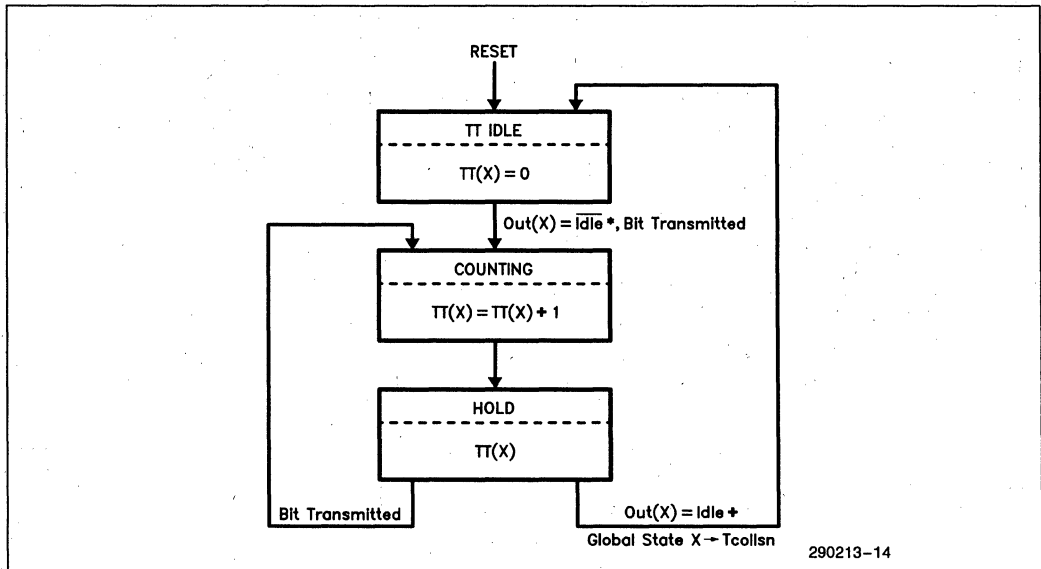 RESET
TT IDLE
TT(X) = 0
Out(X) = I̅d̅l̅e̅ *, Bit Transmitted
COUNTING
TT(X) = TT(X) + 1
HOLD
TT(X)
Bit Transmitted
Out(X) = Idle +
Global State X → Tcollsn
290213–14